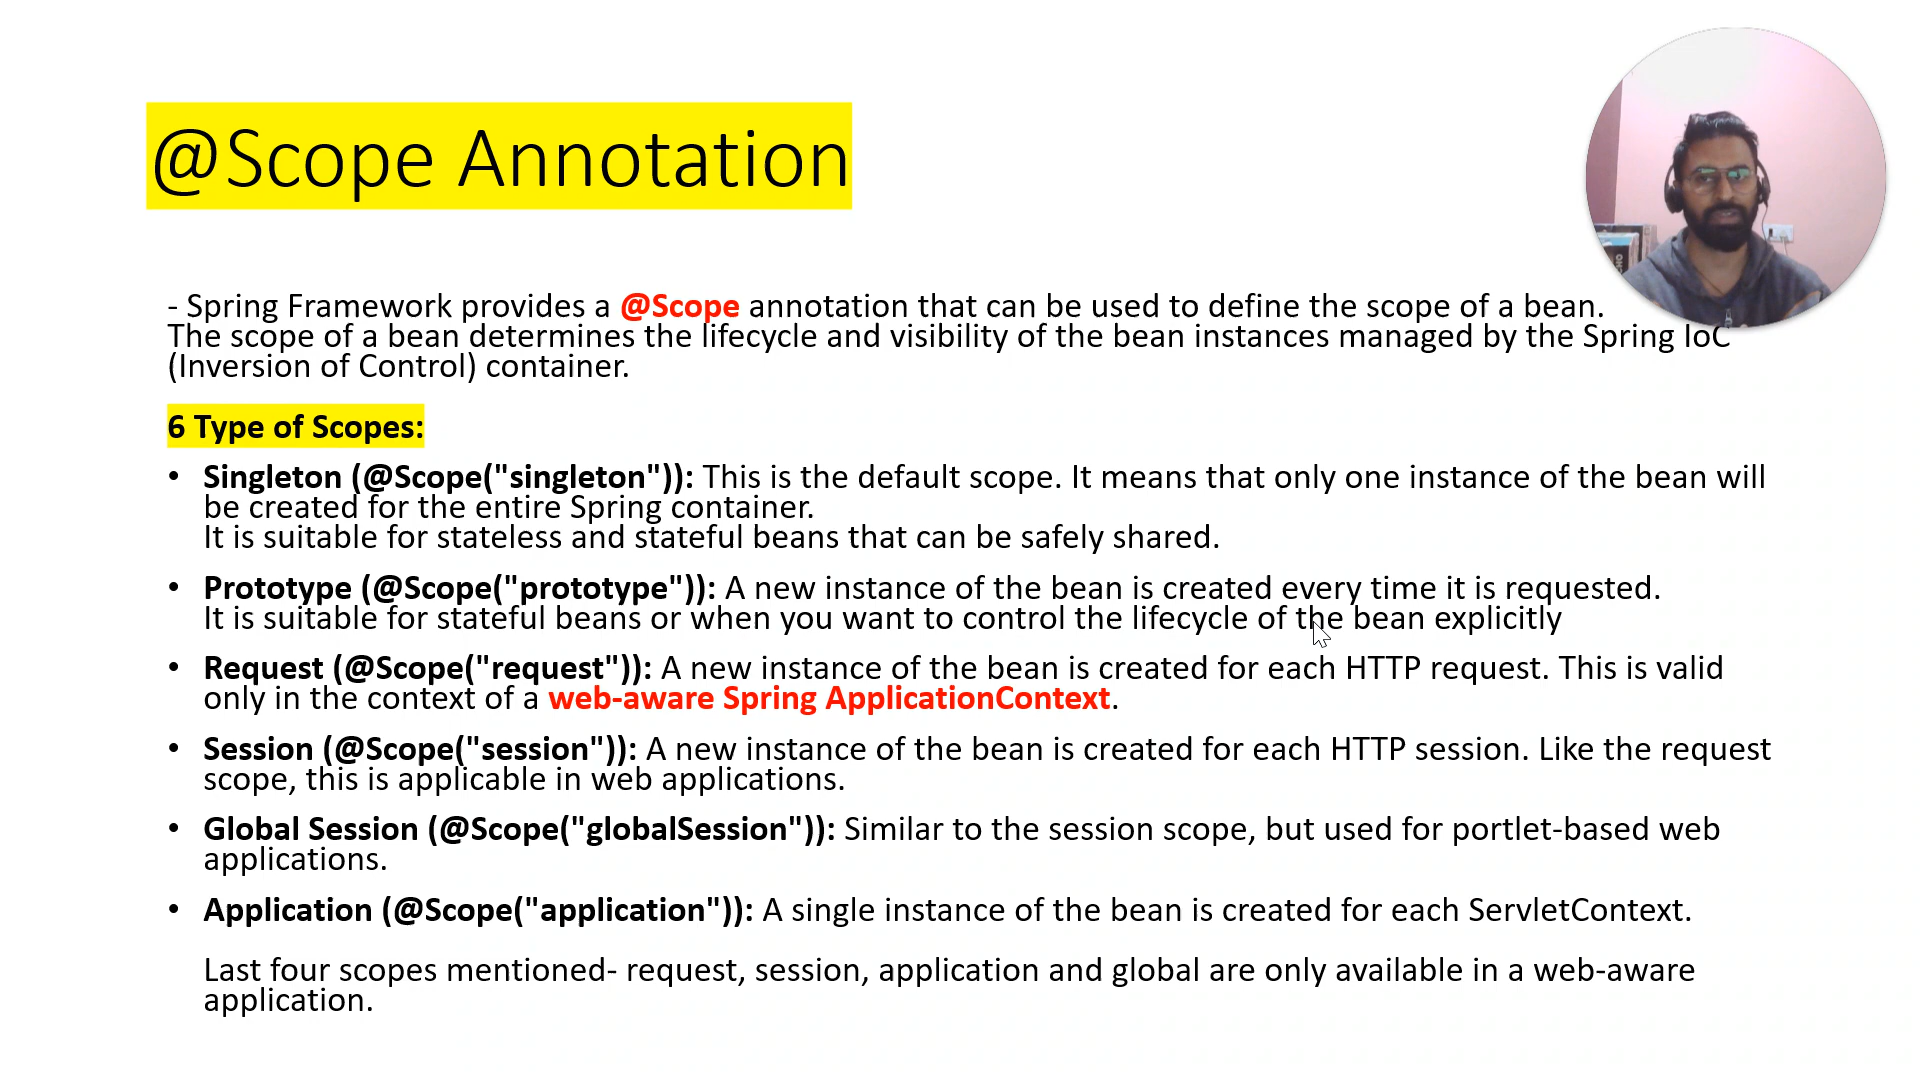 @Scope Annotation
- Spring Framework provides a @Scope annotation that can be used to define the scope of a bean.
The scope of a bean determines the lifecycle and visibility of the bean instances managed by the Spring IoC
(Inversion of Control) container.
6 Type of Scopes:
• Singleton (@Scope("singleton")): This is the default scope. It means that only one instance of the bean will
be created for the entire Spring container.
It is suitable for stateless and stateful beans that can be safely shared.
• Prototype (@Scope("prototype")): A new instance of the bean is created every time it is requested.
It is suitable for stateful beans or when you want to control the lifecycle of the bean explicitly
• Request (@Scope("request")): A new instance of the bean is created for each HTTP request. This is valid
only in the context of a web-aware Spring ApplicationContext.
• Session (@Scope("session")): A new instance of the bean is created for each HTTP session. Like the request
scope, this is applicable in web applications.
• Global Session (@Scope("globalSession")): Similar to the session scope, but used for portlet-based web
applications.
• Application (@Scope("application")): A single instance of the bean is created for each ServletContext.
Last four scopes mentioned- request, session, application and global are only available in a web-aware
application.